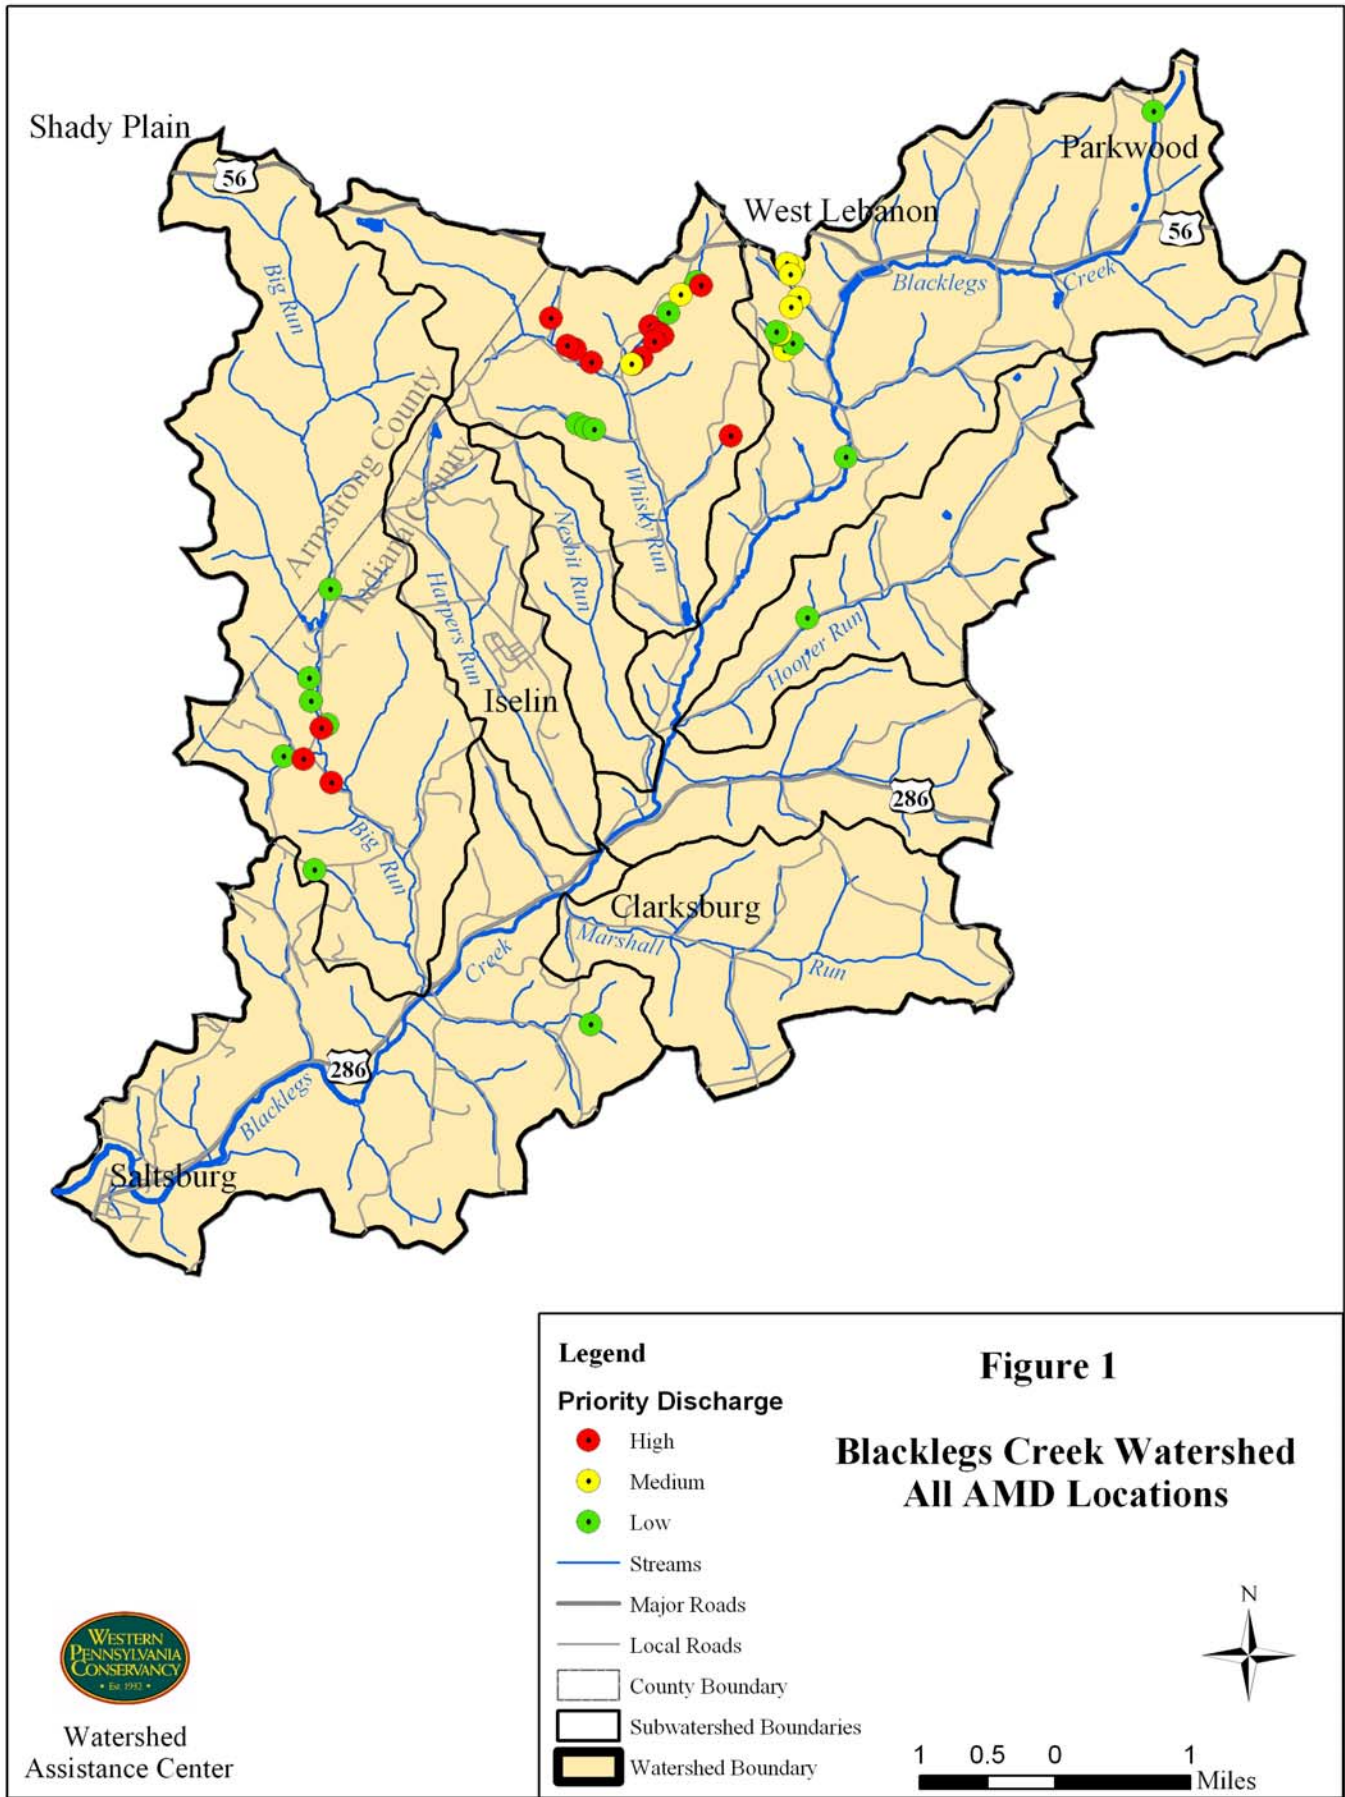 Shady Plain
56
Parkwood
West Lebanon
56
Big Run
Blacklegs
Creek
Armstrong County
Indiana County
Whisky Run
Nesbit Run
Harpers Run
Hooper Run
Iselin
286
Big
Run
Clarksburg
Marshall
Run
Creek
286
Blacklegs
Saltsburg
Legend
Priority Discharge
High
Medium
Low
Streams
Major Roads
Local Roads
County Boundary
Subwatershed Boundaries
Watershed Boundary
Figure 1
Blacklegs Creek Watershed
All AMD Locations
N
1 0.5 0 1
Miles
WESTERN
PENNSYLVANIA
CONSERVANCY
• Est. 1932 •
Watershed
Assistance Center